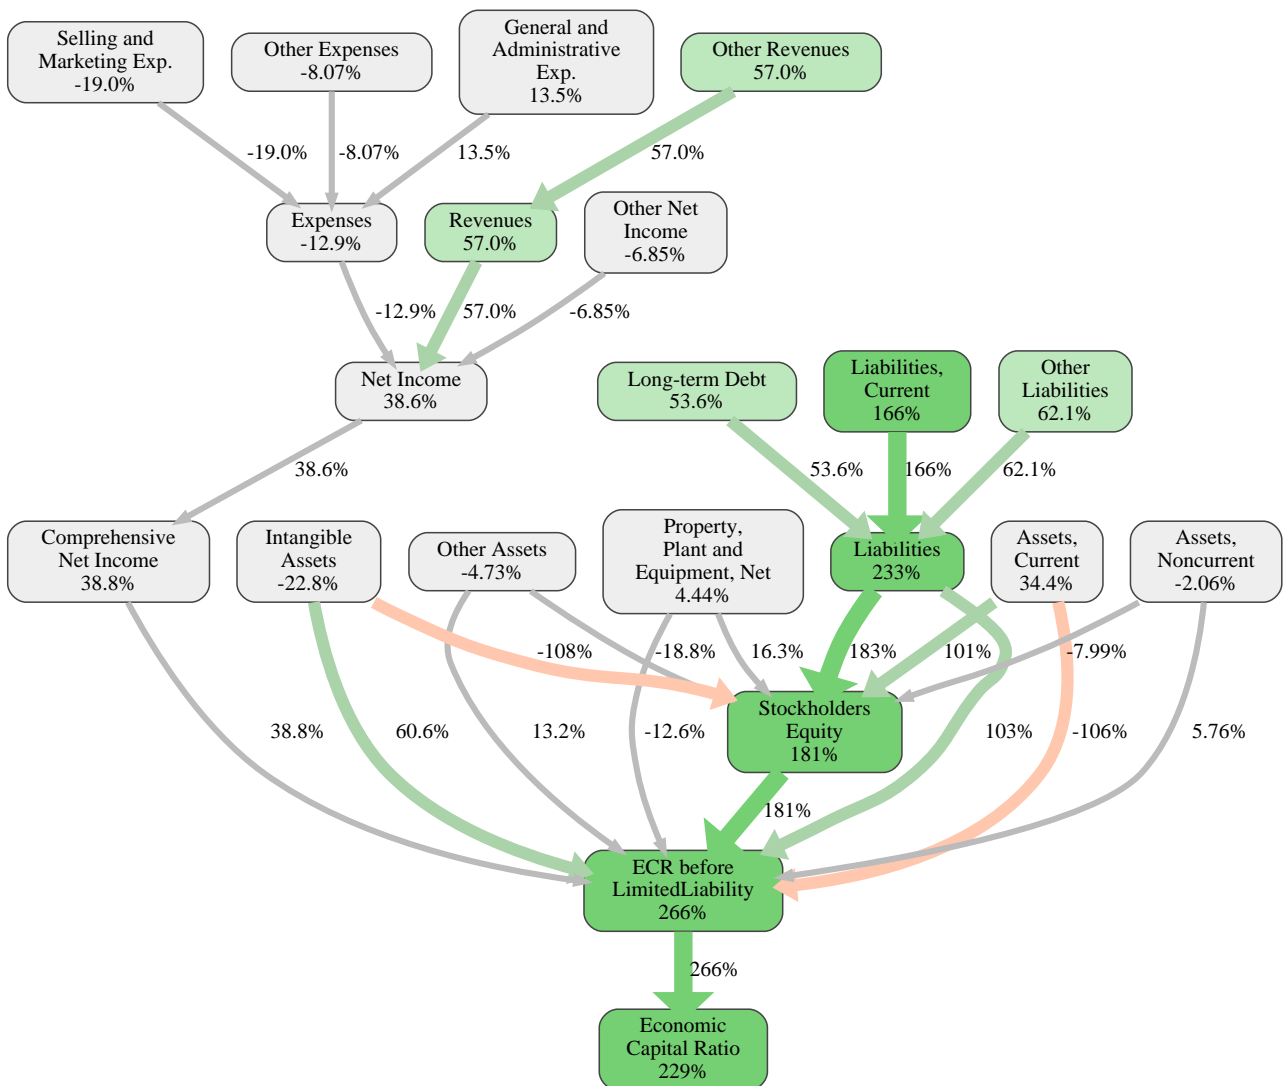 Selling and
Marketing Exp.
-19.0%
Other Expenses
-8.07%
General and
Administrative
Exp.
13.5%
Other Revenues
57.0%
-19.0%
-8.07%
13.5%
57.0%
Expenses
-12.9%
Revenues
57.0%
Other Net
Income
-6.85%
-12.9%
57.0%
-6.85%
Net Income
38.6%
Long-term Debt
53.6%
Liabilities,
Current
166%
Other
Liabilities
62.1%
38.6%
53.6%
166%
62.1%
Comprehensive
Net Income
38.8%
Intangible
Assets
-22.8%
Other Assets
-4.73%
Property,
Plant and
Equipment, Net
4.44%
Liabilities
233%
Assets,
Current
34.4%
Assets,
Noncurrent
-2.06%
-108%
-18.8%
16.3%
183%
101%
-7.99%
Stockholders
Equity
181%
38.8%
60.6%
13.2%
-12.6%
103%
-106%
5.76%
181%
ECR before
LimitedLiability
266%
266%
Economic
Capital Ratio
229%